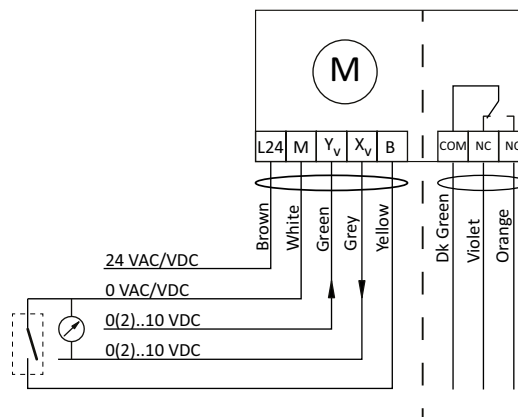 M
L24 M Yv Xv B
COM NC NO
Brown White Green Grey Yellow
Dk Green Violet Orange
24 VAC/VDC
0 VAC/VDC
0(2)..10 VDC
0(2)..10 VDC